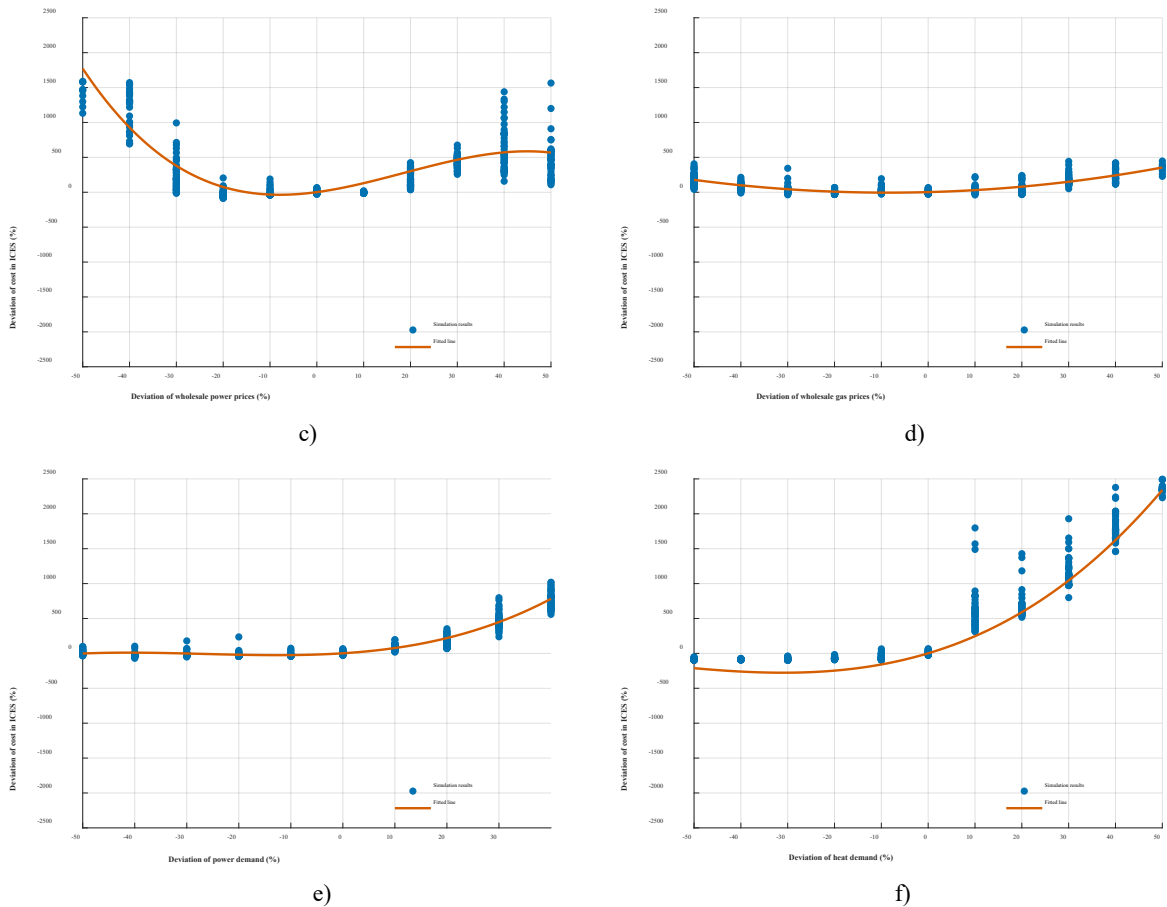 2500
2000
1500
1000
500
0
-500
-1000
-1500
-2000
-2500
Deviation of cost in ICES (%)
Simulation results
Fitted line
-50 -40 -30 -20 -10 0 10 20 30 40 50
Deviation of wholesale power prices (%)
c)
2500
2000
1500
1000
500
0
-500
-1000
-1500
-2000
-2500
Deviation of cost in ICES (%)
Simulation results
Fitted line
-50 -40 -30 -20 -10 0 10 20 30 40 50
Deviation of wholesale gas prices (%)
d)
2500
2000
1500
1000
500
0
-500
-1000
-1500
-2000
-2500
Deviation of cost in ICES (%)
Simulation results
Fitted line
-50 -40 -30 -20 -10 0 10 20 30
Deviation of power demand (%)
e)
2500
2000
1500
1000
500
0
-500
-1000
-1500
-2000
-2500
Deviation of cost in ICES (%)
Simulation results
Fitted line
-50 -40 -30 -20 -10 0 10 20 30 40 50
Deviation of heat demand (%)
f)